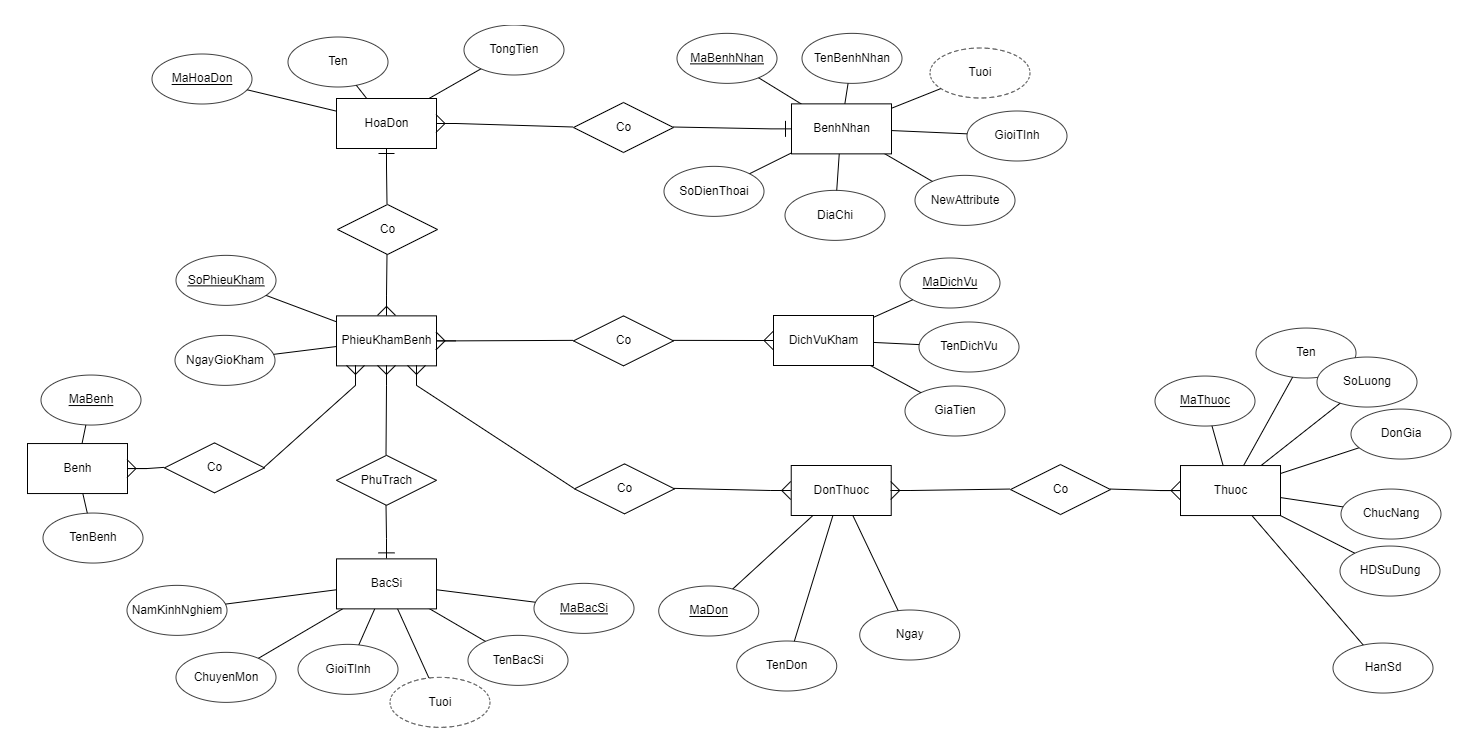 TongTien
Ten
MaHoaDon
HoaDon
Co
MaBenhNhan
TenBenhNhan
Tuoi
BenhNhan
GioiTInh
SoDienThoai
DiaChi
NewAttribute
Co
SoPhieuKham
NgayGioKham
PhieuKhamBenh
Co
DichVuKham
MaDichVu
TenDichVu
GiaTien
MaBenh
Benh
TenBenh
Co
PhuTrach
Co
DonThuoc
Co
Thuoc
MaThuoc
Ten
SoLuong
DonGia
ChucNang
HDSuDung
HanSd
MaDon
TenDon
Ngay
BacSi
NamKinhNghiem
ChuyenMon
GioiTInh
Tuoi
TenBacSi
MaBacSi